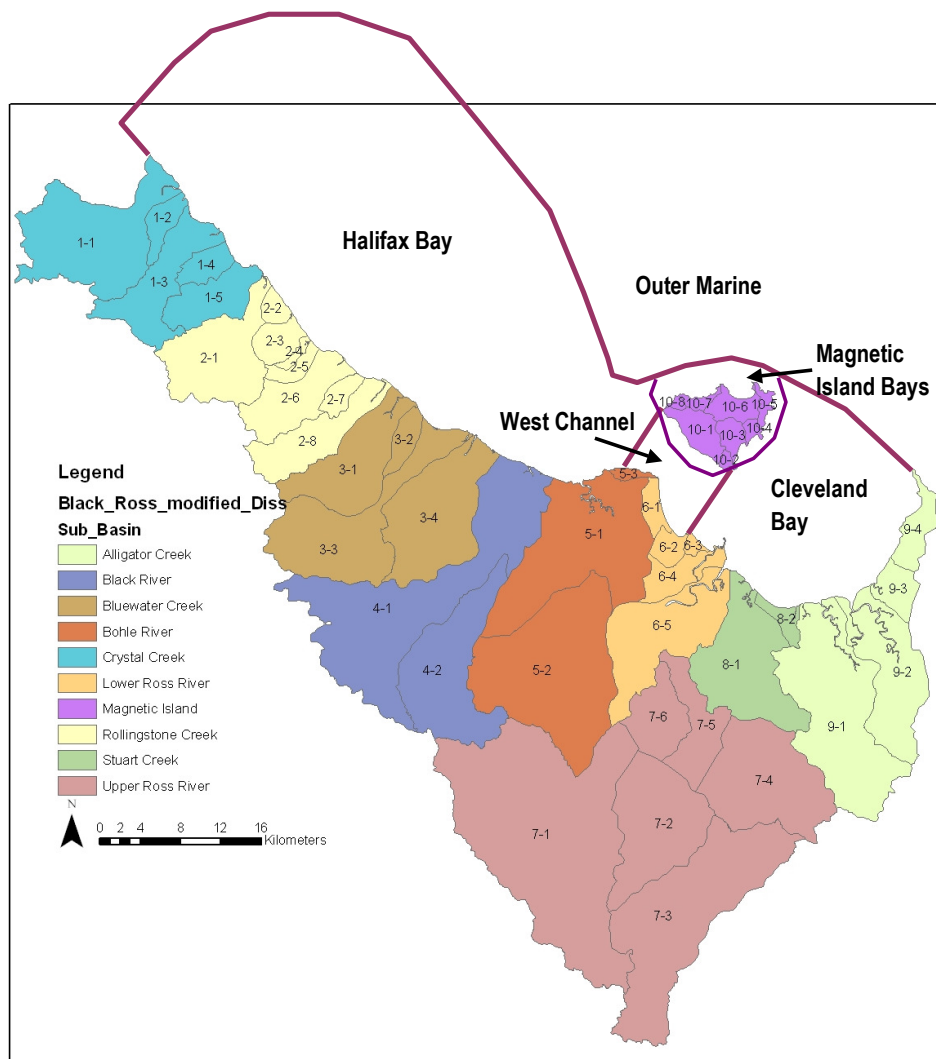 Halifax Bay
Outer Marine
Magnetic
Island Bays
West Channel
Cleveland
Bay
1-1
1-2
1-3
1-4
1-5
2-1
2-2
2-3
2-4
2-5
2-6
2-7
2-8
3-1
3-2
3-3
3-4
4-1
4-2
5-1
5-2
5-3
6-1
6-2
6-3
6-4
6-5
7-1
7-2
7-3
7-4
7-5
7-6
8-1
8-2
9-1
9-2
9-3
9-4
10-8
10-7
10-6
10-5
10-1
10-3
10-4
10-2
Legend
Black_Ross_modified_Diss
Sub_Basin
Alligator Creek
Black River
Bluewater Creek
Bohle River
Crystal Creek
Lower Ross River
Magnetic Island
Rollingstone Creek
Stuart Creek
Upper Ross River
N
0 2 4 8 12 16
Kilometers